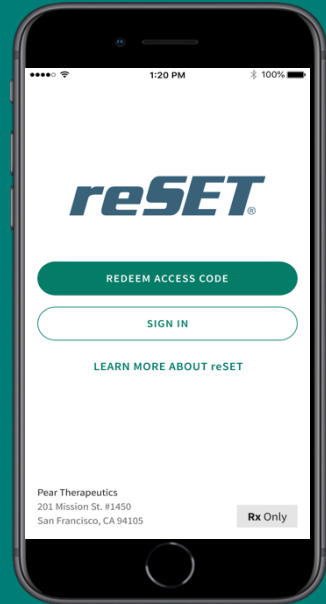 1:20 PM
100%
reSET®
REDEEM ACCESS CODE
SIGN IN
LEARN MORE ABOUT reSET
Pear Therapeutics
201 Mission St. #1450
San Francisco, CA 94105
Rx Only